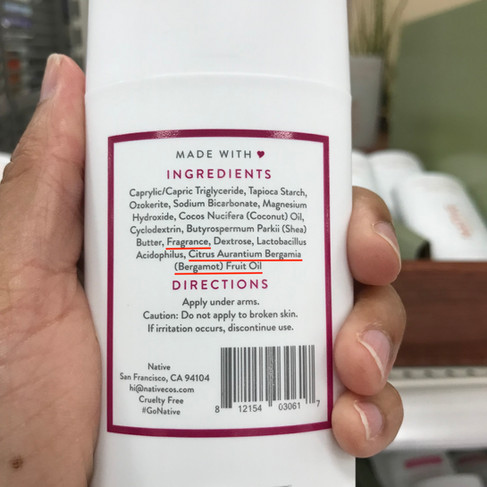 MADE WITH ♥
INGREDIENTS
Caprylic/Capric Triglyceride, Tapioca Starch,
Ozokerite, Sodium Bicarbonate, Magnesium
Hydroxide, Cocos Nucifera (Coconut) Oil,
Cyclodextrin, Butyrospermum Parkii (Shea)
Butter, Fragrance, Dextrose, Lactobacillus
Acidophilus, Citrus Aurantium Bergamia
(Bergamot) Fruit Oil
DIRECTIONS
Apply under arms.
Caution: Do not apply to broken skin.
If irritation occurs, discontinue use.
Native
San Francisco, CA 94104
hi@nativecos.com
Cruelty Free
#GoNative
8 12154 03061 7